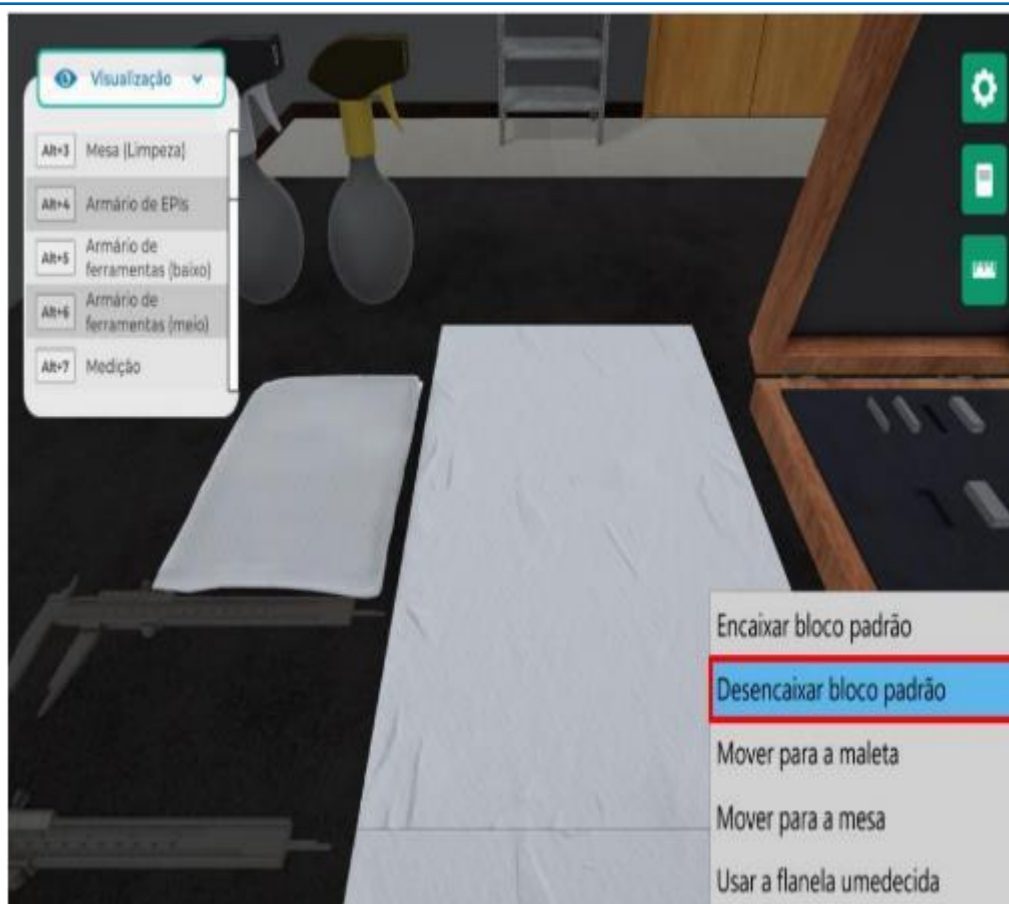 Visualização
Alt+3 Mesa (Limpeza)
Alt+4 Armário de EPIs
Alt+5 Armário de
ferramentas (baixo)
Alt+6 Armário de
ferramentas (meio)
Alt+7 Medição
Encaixar bloco padrão
Desencaixar bloco padrão
Mover para a maleta
Mover para a mesa
Usar a flanela umedecida